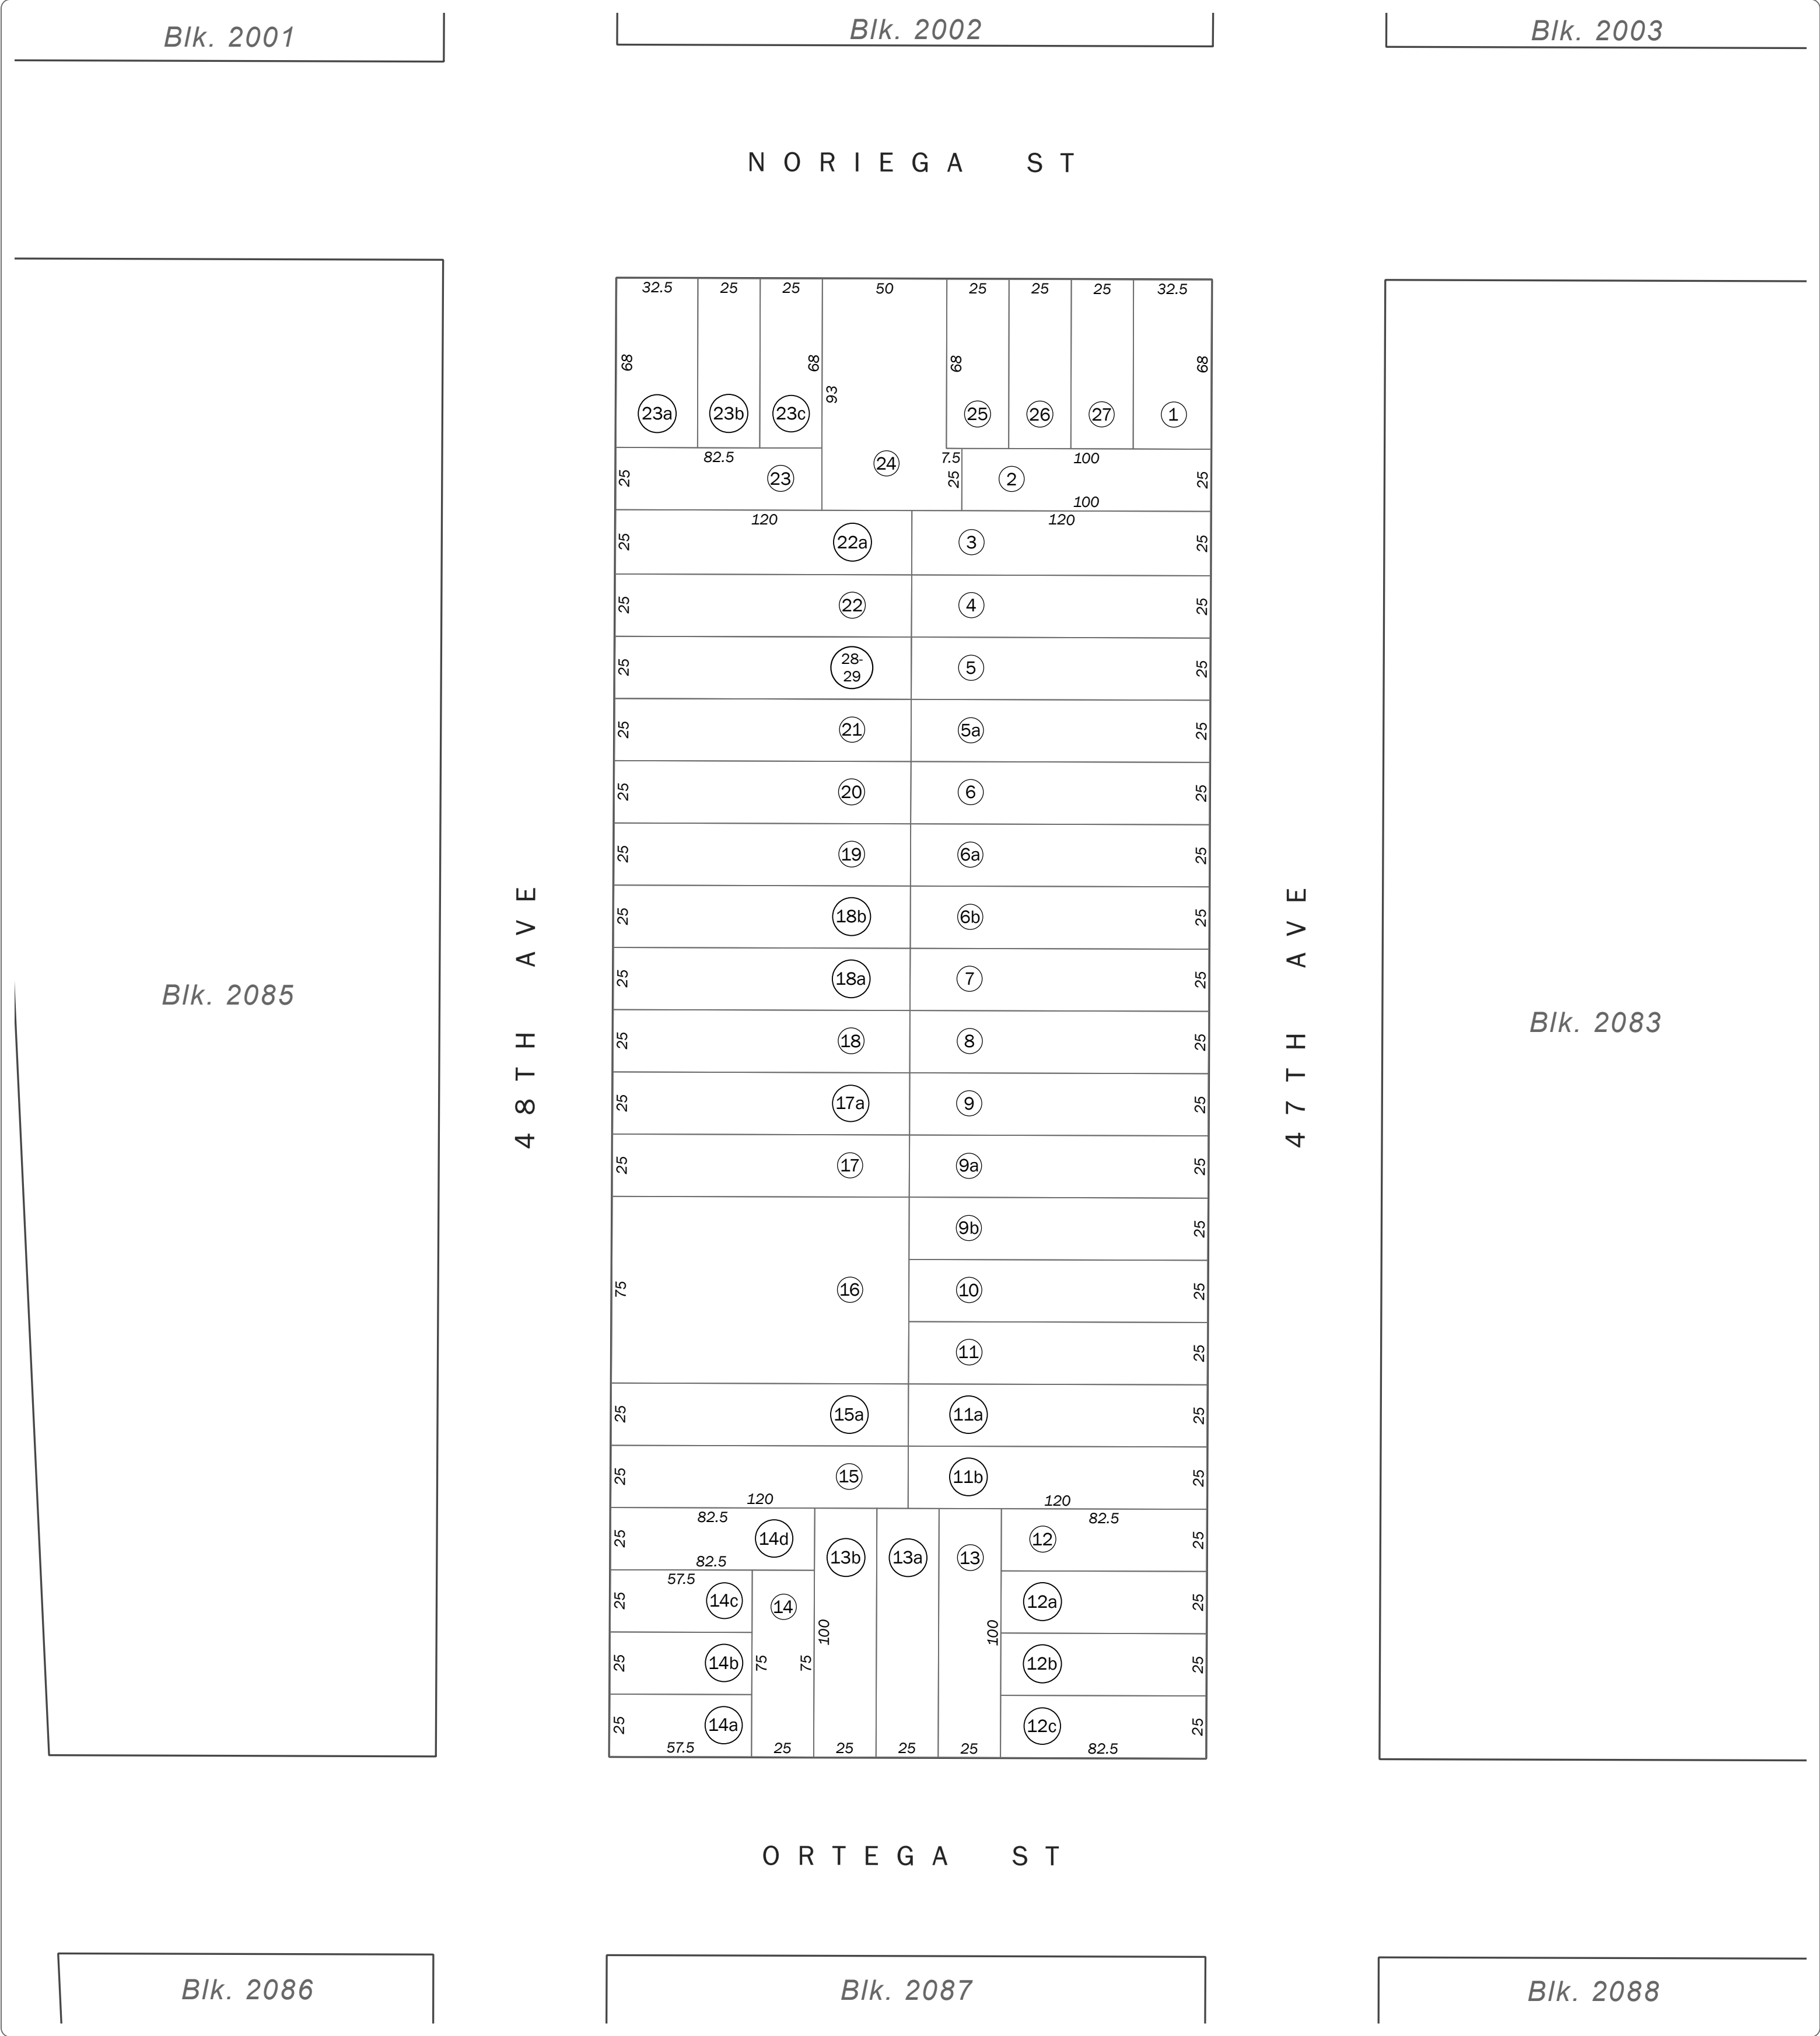 Blk. 2001
Blk. 2002
Blk. 2003
NORIEGA ST
32.5 25 25 50 25 25 25 32.5
68 68 93 68 68
23a 23b 23c 25 26 27 1
82.5 24 7.5 100
25 23 25 2 25
100
120 120
25 22a 3 25
25 22 4 25
25 28- 5 25
29
25 21 5a 25
25 20 6 25
25 19 6a 25
25 18b 6b 25
25 18a 7 25
25 18 8 25
25 17a 9 25
25 17 9a 25
9b 25
75 16 10 25
11 25
25 15a 11a 25
25 15 11b 25
120 120
82.5 82.5
25 14d 13b 13a 13 12 25
82.5
57.5
25 14c 14 12a 25
100 100
25 14b 75 75 12b 25
25 14a 12c 25
57.5 25 25 25 25 82.5
48TH AVE
47TH AVE
Blk. 2085
Blk. 2083
ORTEGA ST
Blk. 2086
Blk. 2087
Blk. 2088